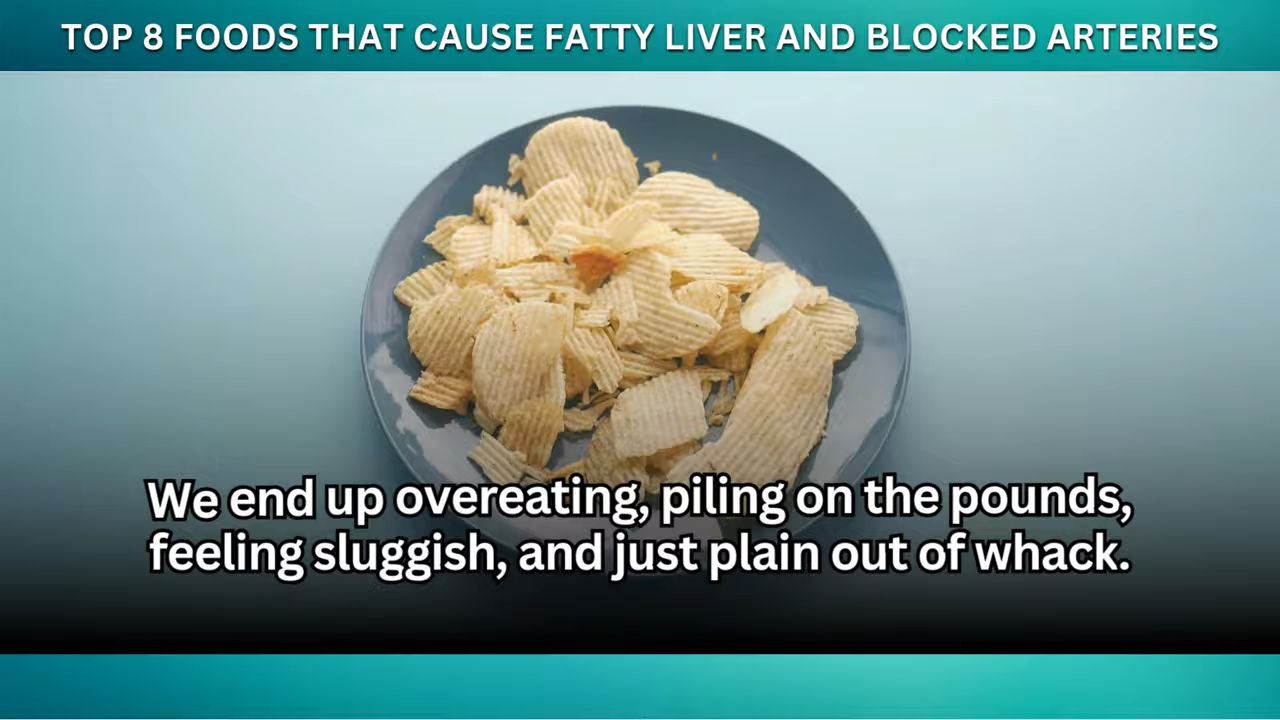 TOP 8 FOODS THAT CAUSE FATTY LIVER AND BLOCKED ARTERIES
We end up overeating, piling on the pounds,
feeling sluggish, and just plain out of whack.